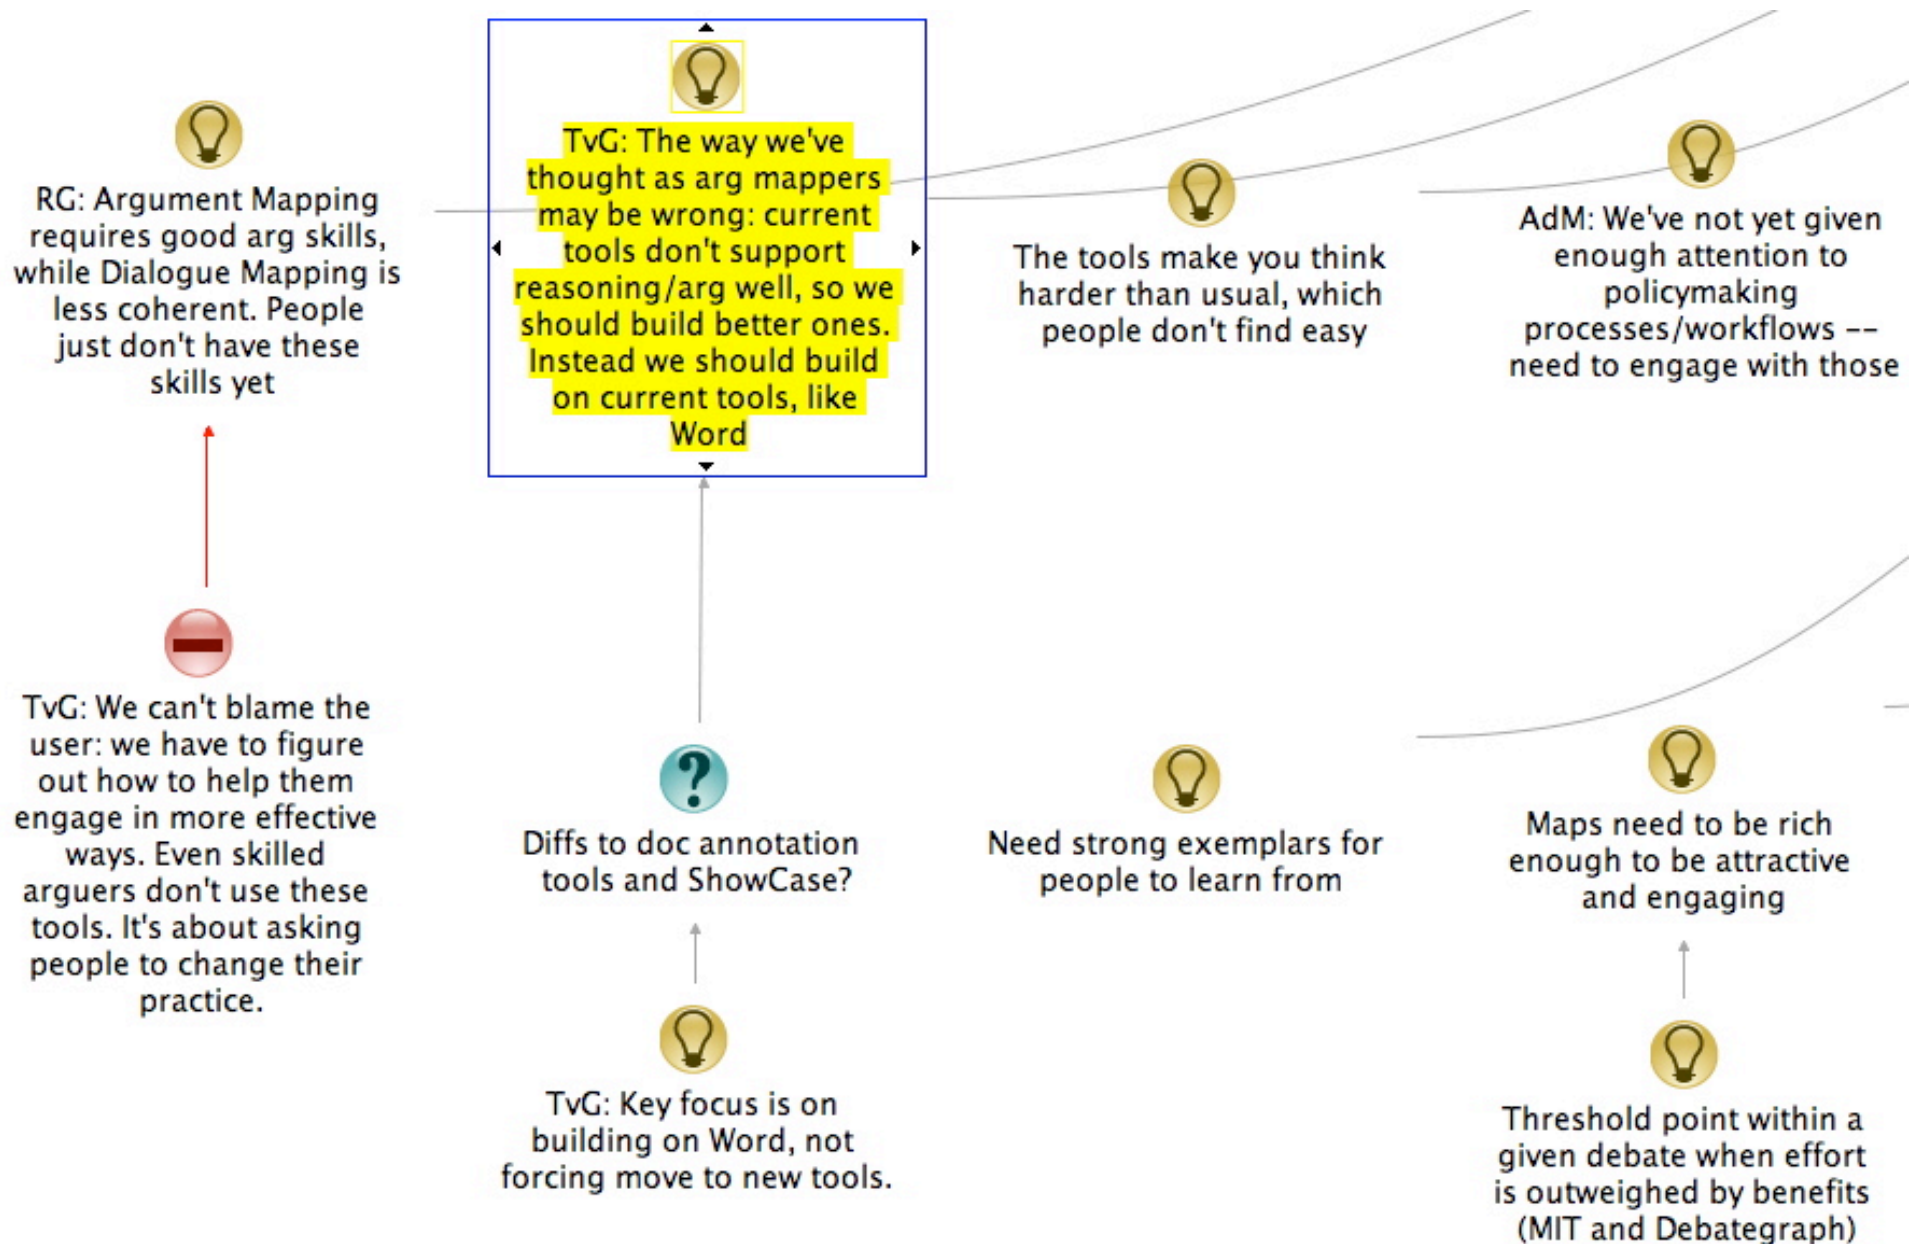 RG: Argument Mapping
requires good arg skills,
while Dialogue Mapping is
less coherent. People
just don't have these
skills yet
TvG: The way we've
thought as arg mappers
may be wrong: current
tools don't support
reasoning/arg well, so we
should build better ones.
Instead we should build
on current tools, like
Word
The tools make you think
harder than usual, which
people don't find easy
AdM: We've not yet given
enough attention to
policymaking
processes/workflows --
need to engage with those
TvG: We can't blame the
user: we have to figure
out how to help them
engage in more effective
ways. Even skilled
arguers don't use these
tools. It's about asking
people to change their
practice.
?
Diffs to doc annotation
tools and ShowCase?
Need strong exemplars for
people to learn from
Maps need to be rich
enough to be attractive
and engaging
TvG: Key focus is on
building on Word, not
forcing move to new tools.
Threshold point within a
given debate when effort
is outweighed by benefits
(MIT and Debategraph)